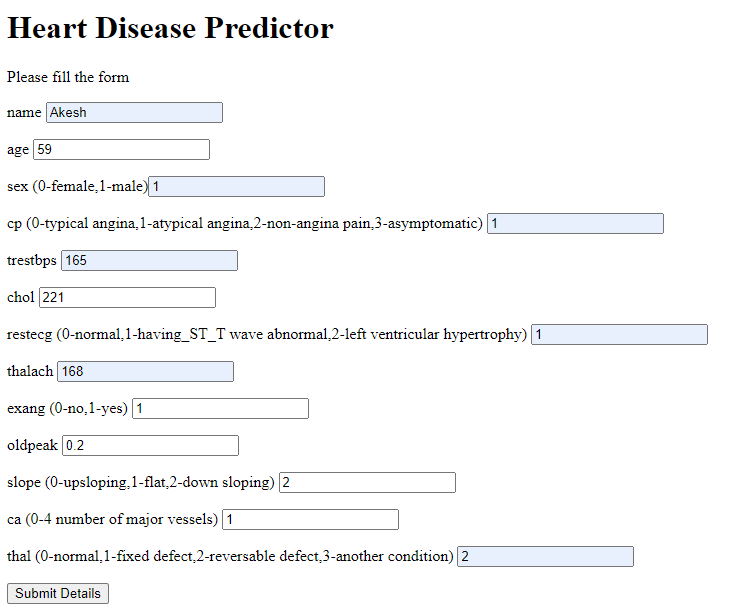 Heart Disease Predictor
Please fill the form
name Akesh
age 59
sex (0-female,1-male) 1
cp (0-typical angina,1-atypical angina,2-non-angina pain,3-asymptomatic) 1
trestbps 165
chol 221
restecg (0-normal,1-having_ST_T wave abnormal,2-left ventricular hypertrophy) 1
thalach 168
exang (0-no,1-yes) 1
oldpeak 0.2
slope (0-upsloping,1-flat,2-down sloping) 2
ca (0-4 number of major vessels) 1
thal (0-normal,1-fixed defect,2-reversable defect,3-another condition) 2
Submit Details